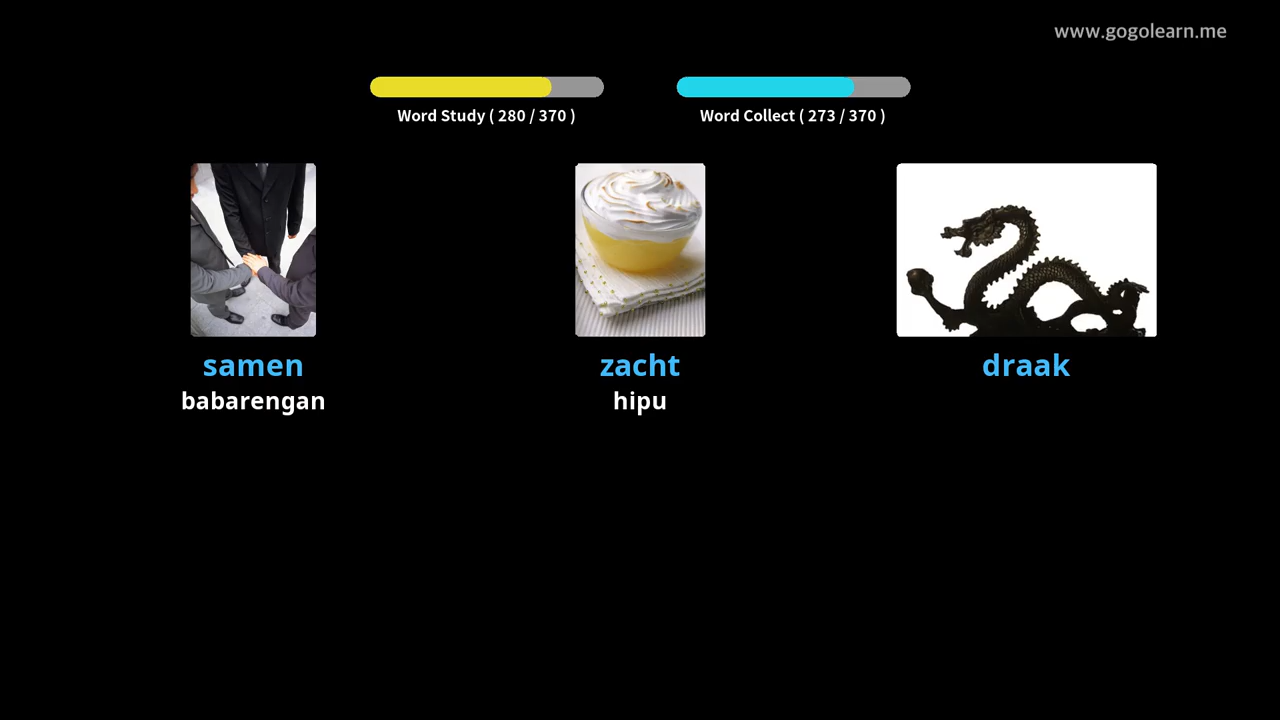 www.gogolearn.me
Word Study ( 280 / 370 )
Word Collect ( 273 / 370 )
samen
zacht
draak
babarengan
hipu